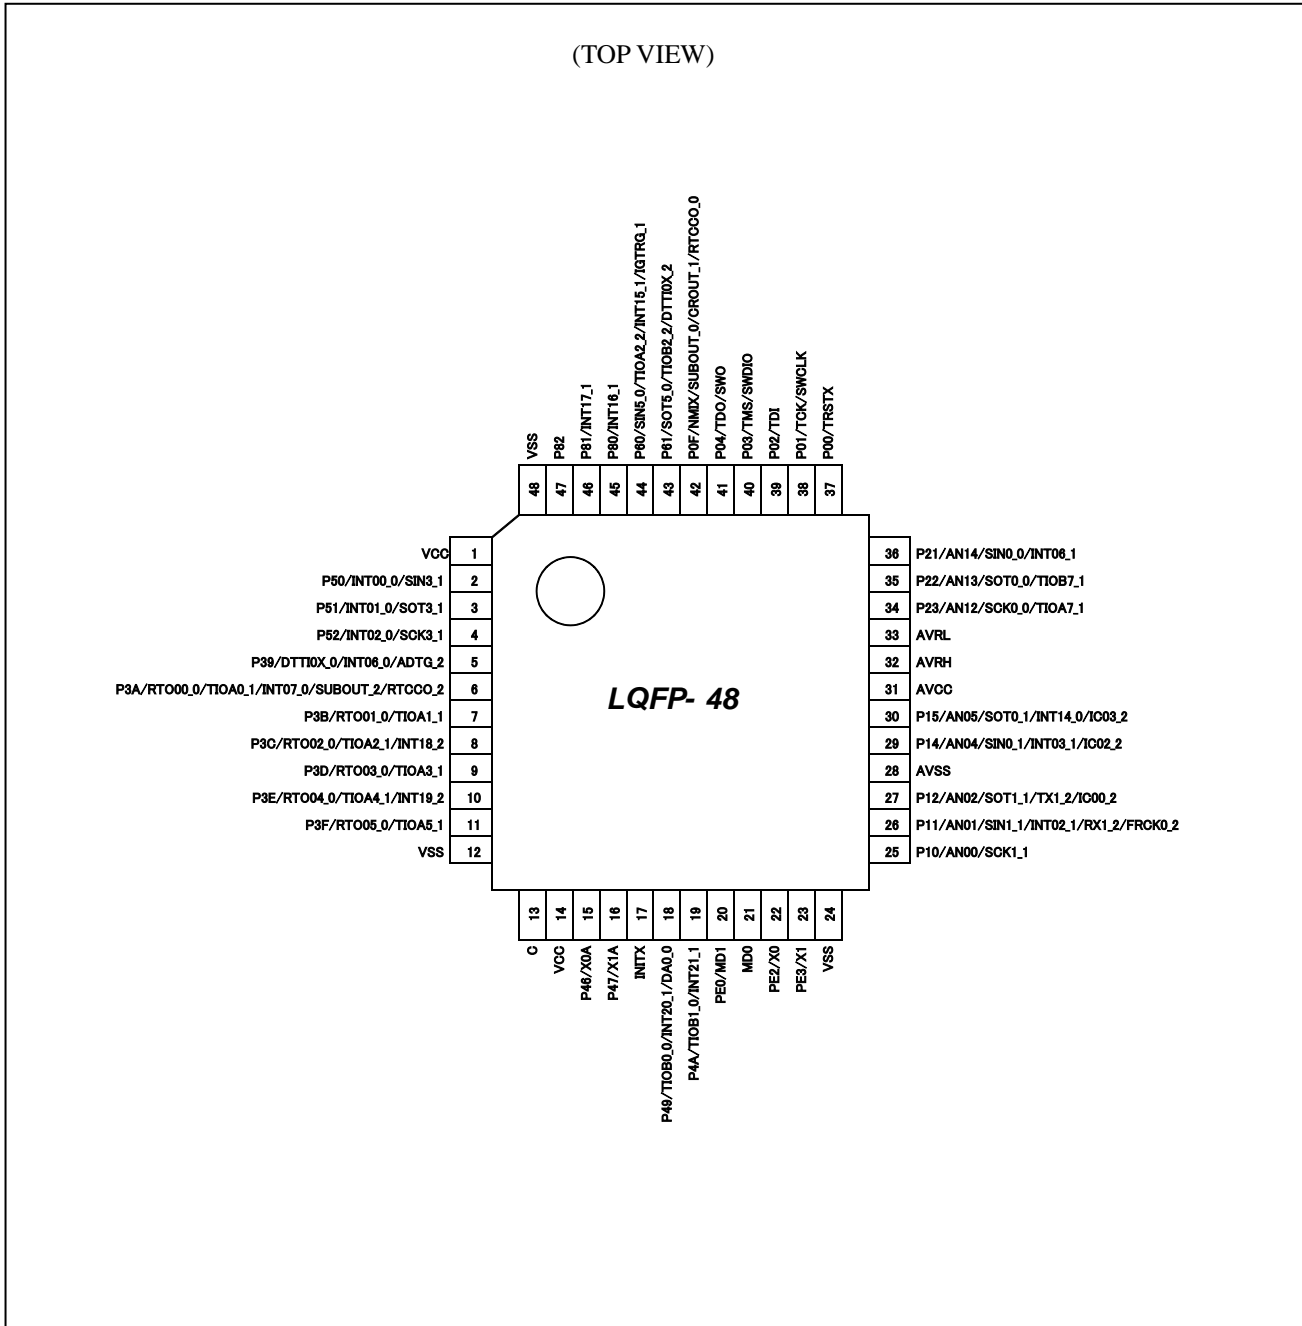 (TOP VIEW)
VSS
P82
P81/INT17_1
P80/INT16_1
P60/SIN5_0/TIOA2_2/INT15_1/IGTRG_1
P61/SOT5_0/TIOB2_2/DTTI0X_2
P0F/NMIX/SUBOUT_0/CROUT_1/RTCCO_0
P04/TDO/SWO
P03/TMS/SWDIO
P02/TDI
P01/TCK/SWCLK
P00/TRSTX
48
47
46
45
44
43
42
41
40
39
38
37
VCC 1
P50/INT00_0/SIN3_1 2
P51/INT01_0/SOT3_1 3
P52/INT02_0/SCK3_1 4
P39/DTTI0X_0/INT06_0/ADTG_2 5
P3A/RTO00_0/TIOA0_1/INT07_0/SUBOUT_2/RTCCO_2 6
P3B/RTO01_0/TIOA1_1 7
P3C/RTO02_0/TIOA2_1/INT18_2 8
P3D/RTO03_0/TIOA3_1 9
P3E/RTO04_0/TIOA4_1/INT19_2 10
P3F/RTO05_0/TIOA5_1 11
VSS 12
LQFP- 48
36 P21/AN14/SIN0_0/INT06_1
35 P22/AN13/SOT0_0/TIOB7_1
34 P23/AN12/SCK0_0/TIOA7_1
33 AVRL
32 AVRH
31 AVCC
30 P15/AN05/SOT0_1/INT14_0/IC03_2
29 P14/AN04/SIN0_1/INT03_1/IC02_2
28 AVSS
27 P12/AN02/SOT1_1/TX1_2/IC00_2
26 P11/AN01/SIN1_1/INT02_1/RX1_2/FRCK0_2
25 P10/AN00/SCK1_1
13
14
15
16
17
18
19
20
21
22
23
24
C
VCC
P46/X0A
P47/X1A
INITX
P49/TIOB0_0/INT20_1/DA0_0
P4A/TIOB1_0/INT21_1
PE0/MD1
MD0
PE2/X0
PE3/X1
VSS